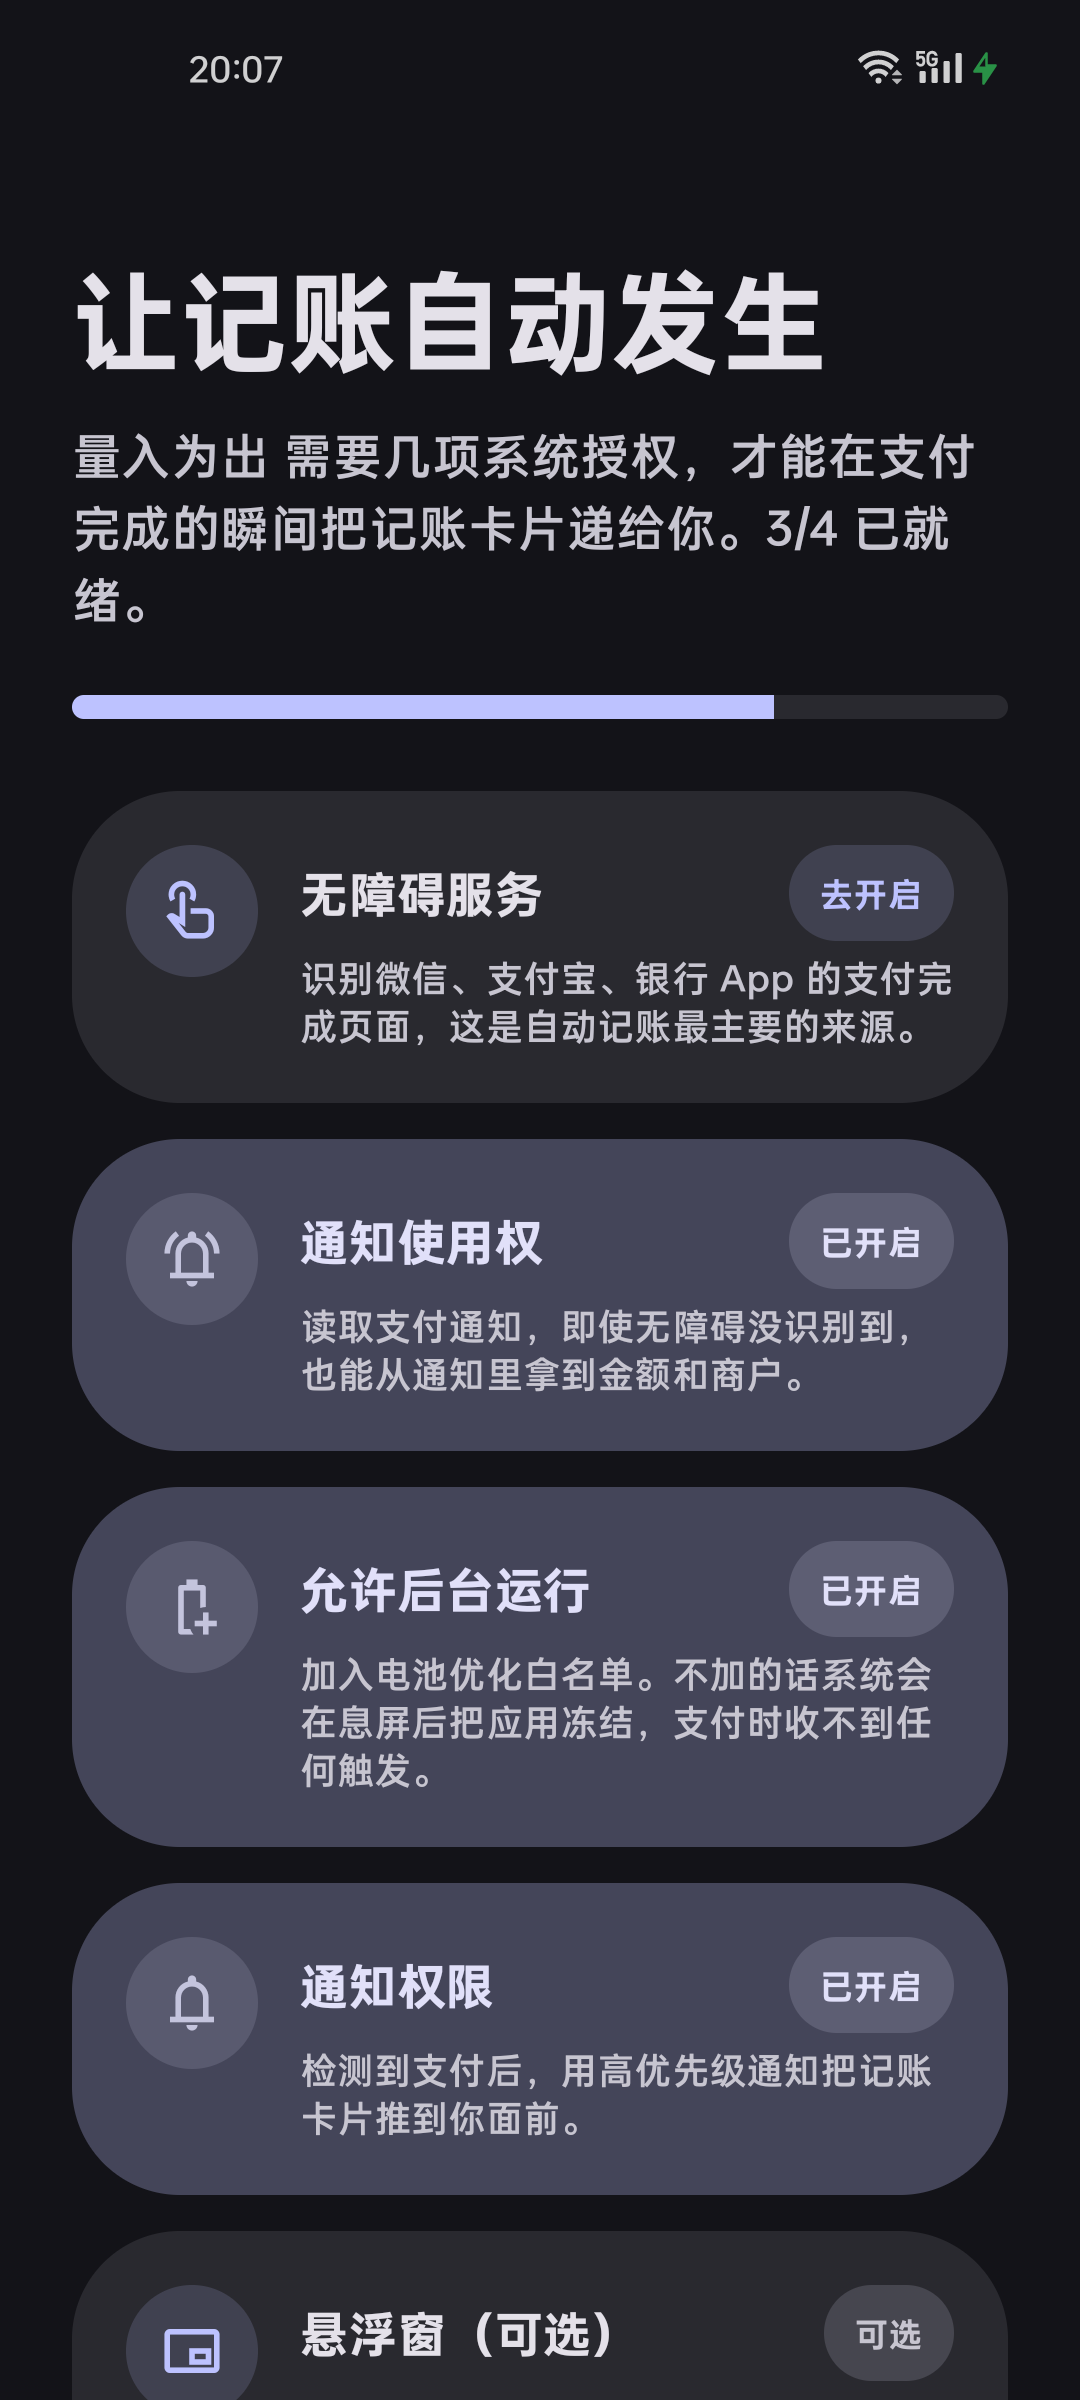 20:07
5G
让记账自动发生
量入为出 需要几项系统授权，才能在支付
完成的瞬间把记账卡片递给你。3/4 已就
绪。
无障碍服务
去开启
识别微信、支付宝、银行 App 的支付完
成页面，这是自动记账最主要的来源。
通知使用权
已开启
读取支付通知，即使无障碍没识别到，
也能从通知里拿到金额和商户。
允许后台运行
已开启
加入电池优化白名单。不加的话系统会
在息屏后把应用冻结，支付时收不到任
何触发。
通知权限
已开启
检测到支付后，用高优先级通知把记账
卡片推到你面前。
悬浮窗（可选）
可选